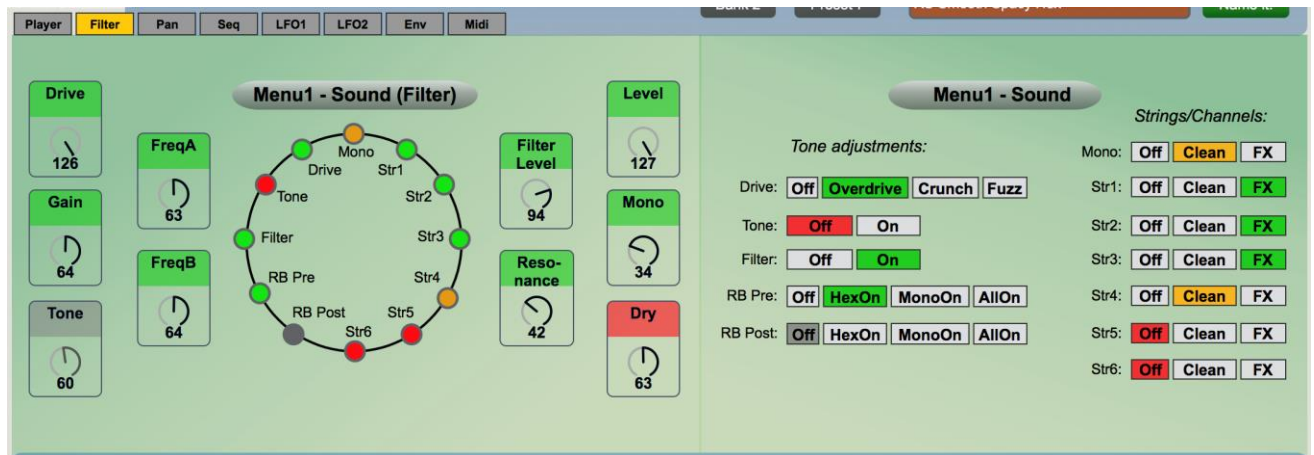 Player Filter Pan Seq LFO1 LFO2 Env Midi
Menu1 - Sound (Filter)
Drive
126
Gain
64
Tone
60
FreqA
63
FreqB
64
Mono
Drive
Str1
Tone
Str2
Filter
Str3
RB Pre
Str4
RB Post
Str5
Str6
Filter
Level
94
Reso-
nance
42
Level
127
Mono
34
Dry
63
Menu1 - Sound
Tone adjustments:
Drive: Off Overdrive Crunch Fuzz
Tone: Off On
Filter: Off On
RB Pre: Off HexOn MonoOn AllOn
RB Post: Off HexOn MonoOn AllOn
Strings/Channels:
Mono: Off Clean FX
Str1: Off Clean FX
Str2: Off Clean FX
Str3: Off Clean FX
Str4: Off Clean FX
Str5: Off Clean FX
Str6: Off Clean FX